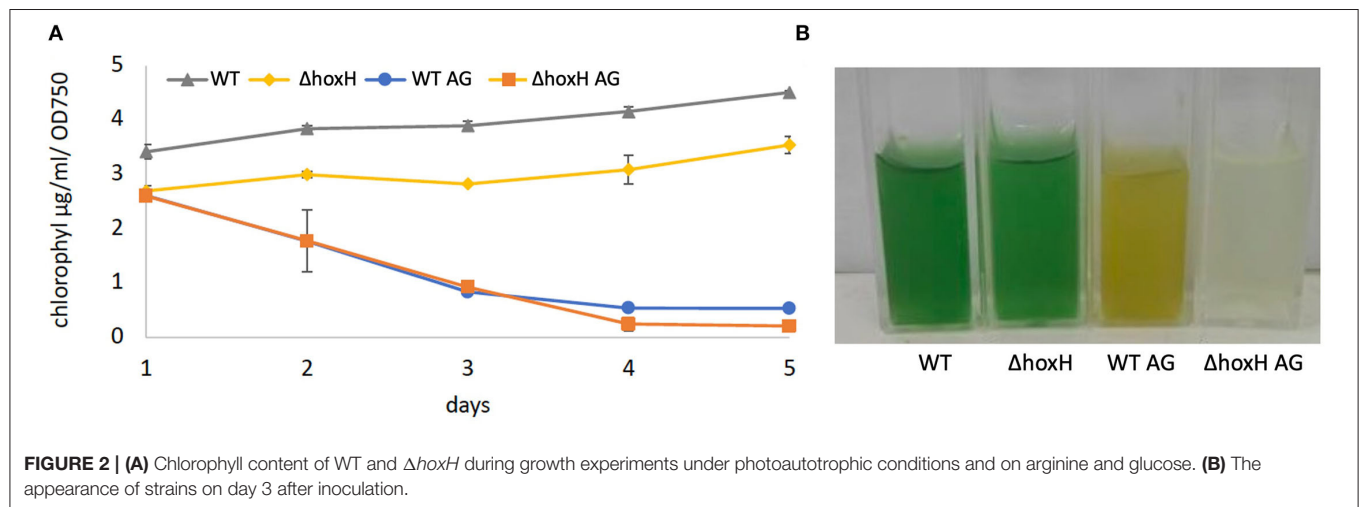 A
B
5
4
3
2
1
0
chlorophyl µg/ml/ OD750
WT ΔhoxH WT AG ΔhoxH AG
1 2 3 4 5
days
WT ΔhoxH WT AG ΔhoxH AG
FIGURE 2 | (A) Chlorophyll content of WT and ΔhoxH during growth experiments under photoautotrophic conditions and on arginine and glucose. (B) The
appearance of strains on day 3 after inoculation.